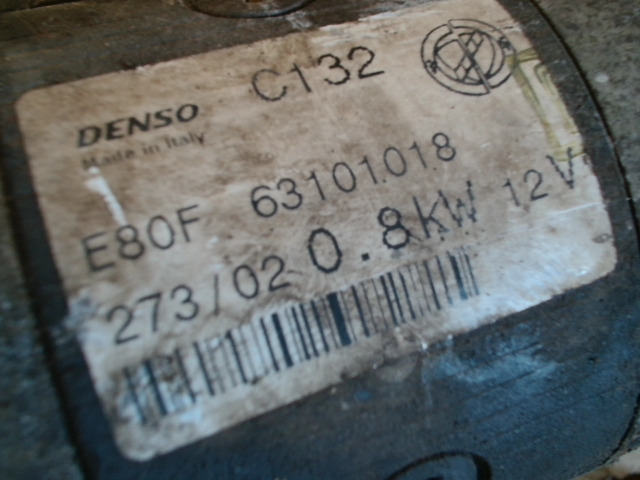 C132
DENSO
Made in Italy
E80F 63101018
273/02 0.8kW 12V